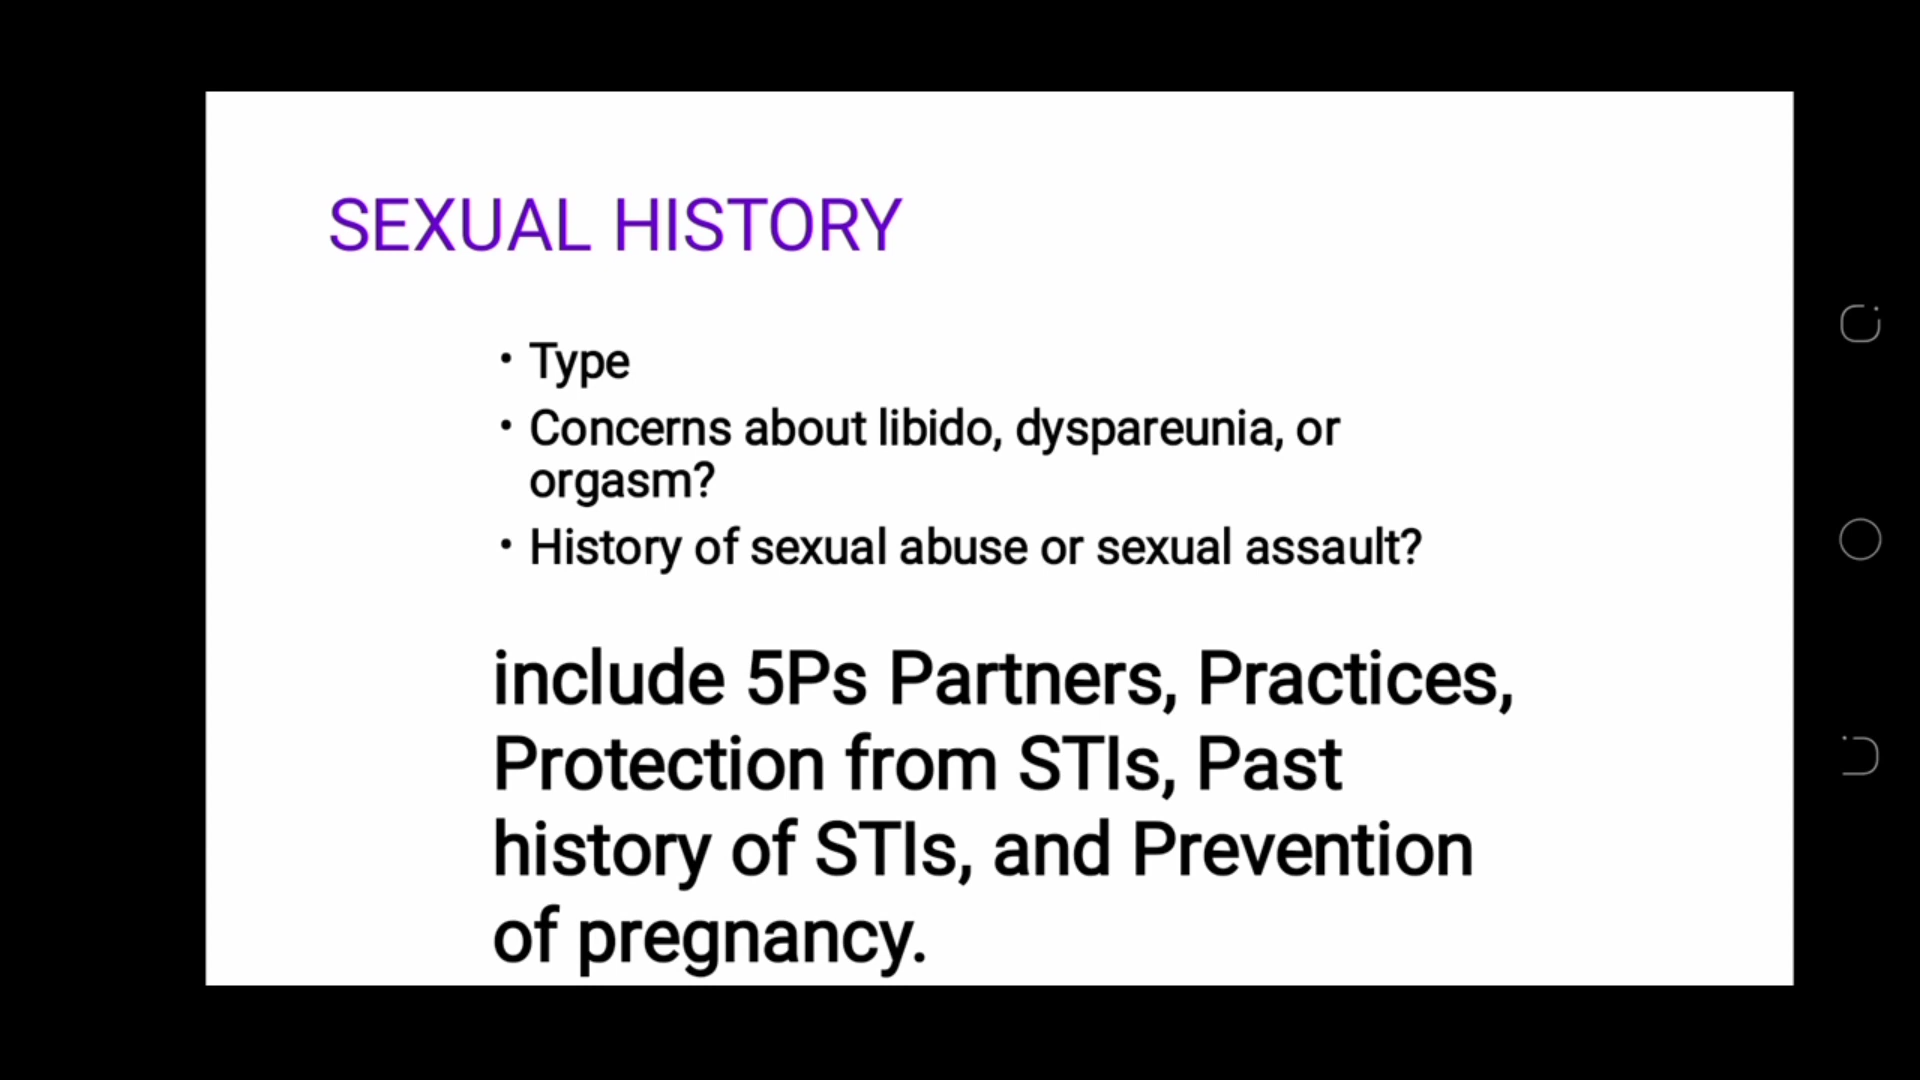 SEXUAL HISTORY
• Type
• Concerns about libido, dyspareunia, or
orgasm?
• History of sexual abuse or sexual assault?
include 5Ps Partners, Practices,
Protection from STIs, Past
history of STIs, and Prevention
of pregnancy.